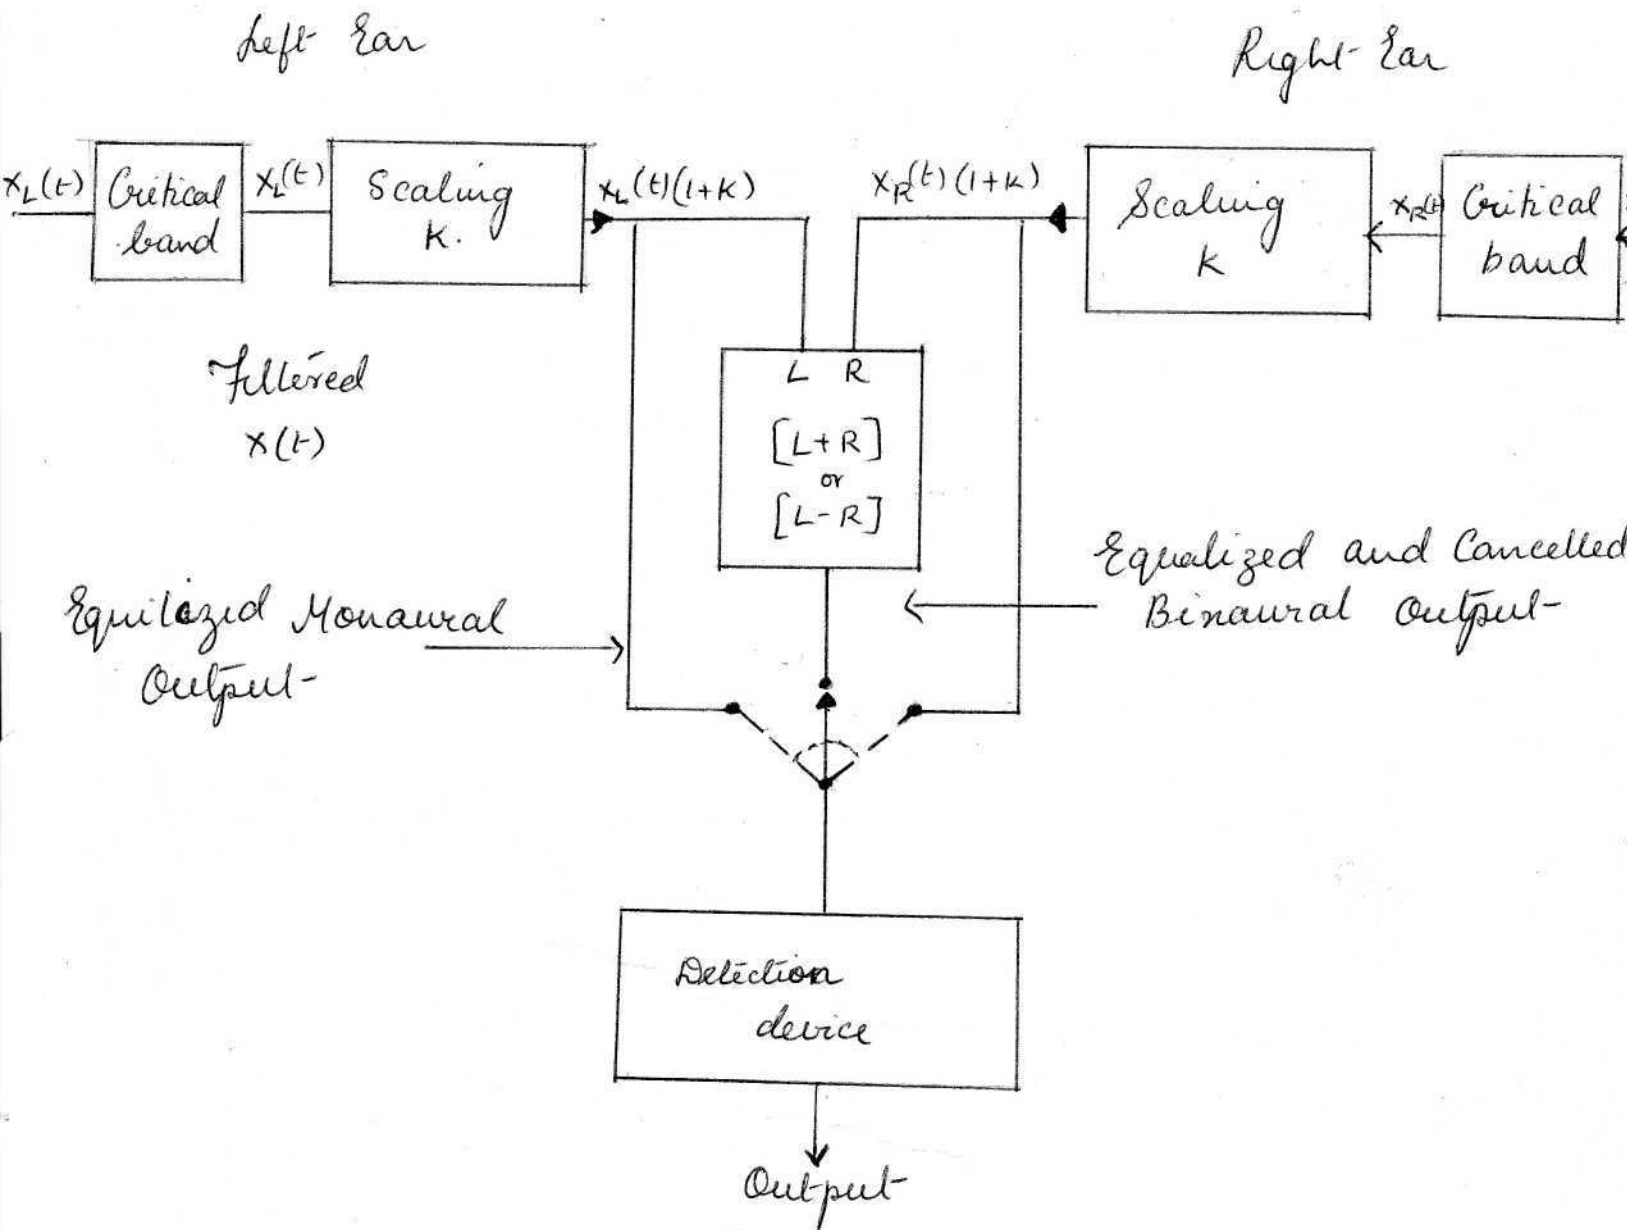 Left Ear
Right Ear
XL(t)
Critical
band
XL(t)
Scaling
K.
XL(t)(1+K)
XR(t)(1+K)
Scaling
K
XR(t)
Critical
band
Filtered
X(t)
L R
[L+R]
or
[L-R]
Equilized Monaural
Output
Equalized and Cancelled
Binaural Output
Detection
device
Output